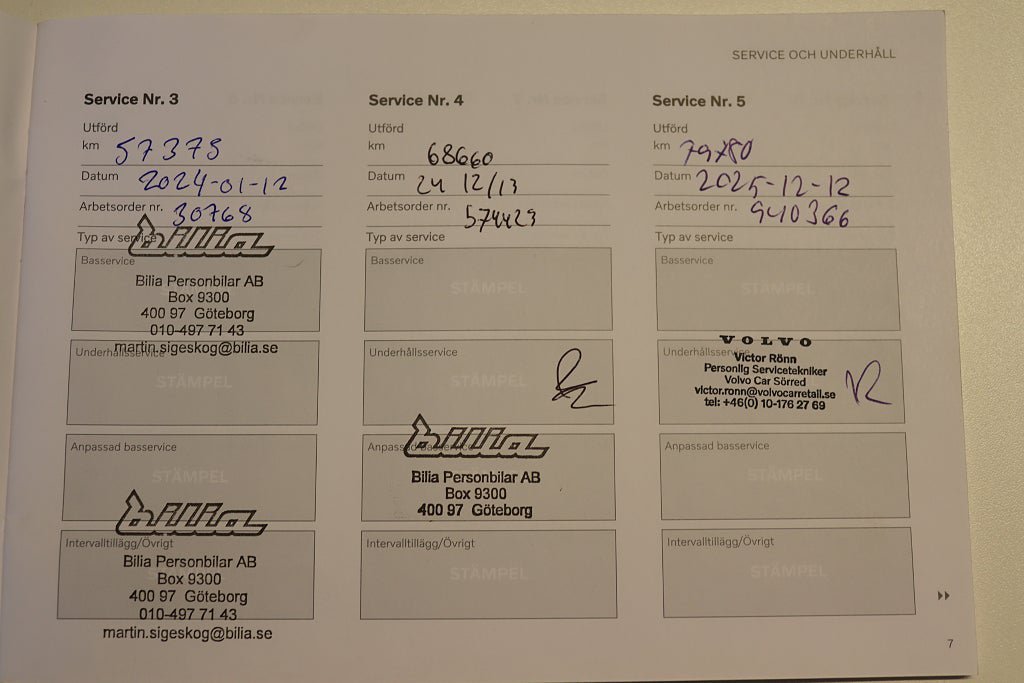 SERVICE OCH UNDERHÅLL
Service Nr. 3
Utförd
km 57375
Datum 2024-01-12
Arbetsorder nr. 30768
Typ av service
bilia
Basservice
Bilia Personbilar AB
Box 9300
400 97 Göteborg
010-497 71 43
martin.sigeskog@bilia.se
Underhållsservice
STÄMPEL
Anpassad basservice
STÄMPEL
bilia
Intervalltillägg/Övrigt
Bilia Personbilar AB
Box 9300
400 97 Göteborg
010-497 71 43
martin.sigeskog@bilia.se
Service Nr. 4
Utförd
km 68660
Datum 24 12/13
Arbetsorder nr. 574423
Typ av service
Basservice
STÄMPEL
Underhållsservice
STÄMPEL
bilia
Anpassad basservice
Bilia Personbilar AB
Box 9300
400 97 Göteborg
Intervalltillägg/Övrigt
STÄMPEL
Service Nr. 5
Utförd
km
Datum 2025-12-12
Arbetsorder nr. 940366
Typ av service
Basservice
STÄMPEL
VOLVO
Underhållsservice
Victor Rönn
Personlig Servicetekniker
Volvo Car Sörred
victor.ronn@volvocarretail.se
tel: +46(0) 10-176 27 69
VR
Anpassad basservice
STÄMPEL
Intervalltillägg/Övrigt
STÄMPEL
7